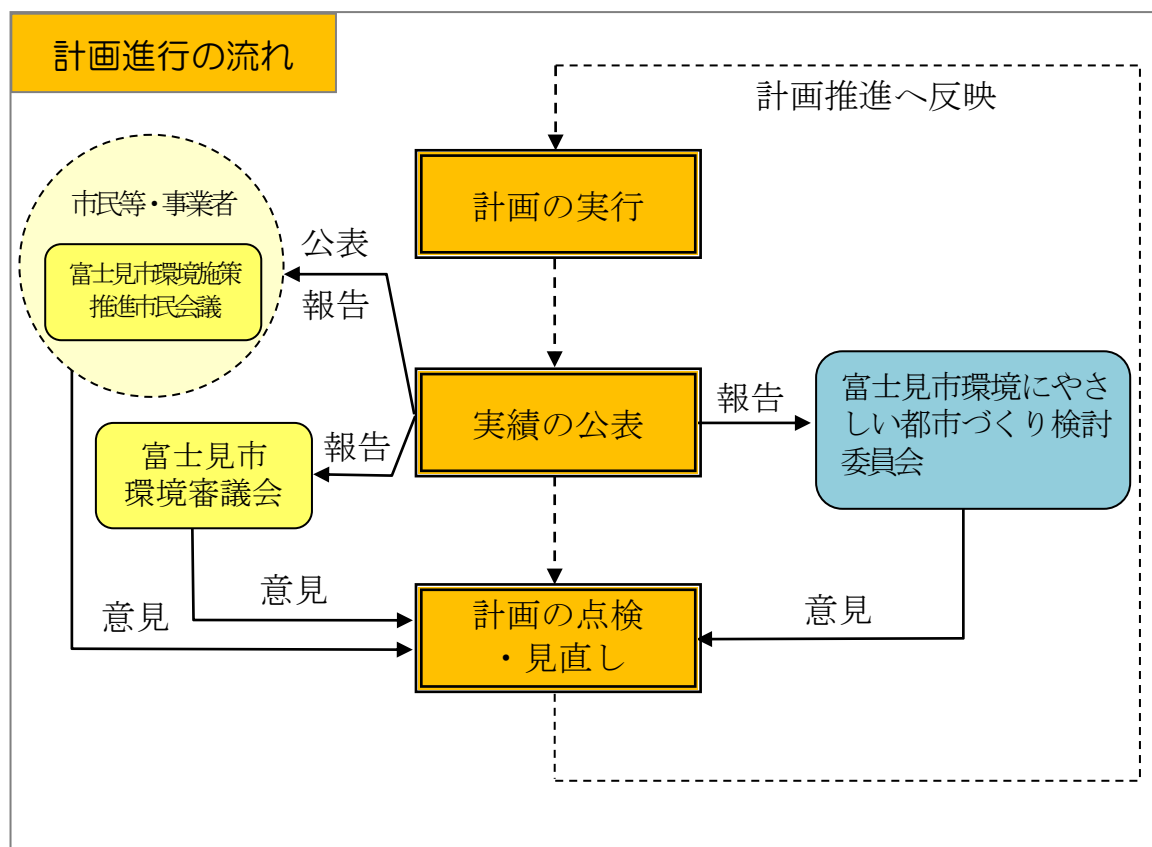 計画進行の流れ
計画推進へ反映
計画の実行
市民等・事業者
富士見市環境施策
推進市民会議
公表
報告
実績の公表
報告
富士見市環境にやさ
しい都市づくり検討
委員会
報告
富士見市
環境審議会
意見
意見
計画の点検
・見直し
意見